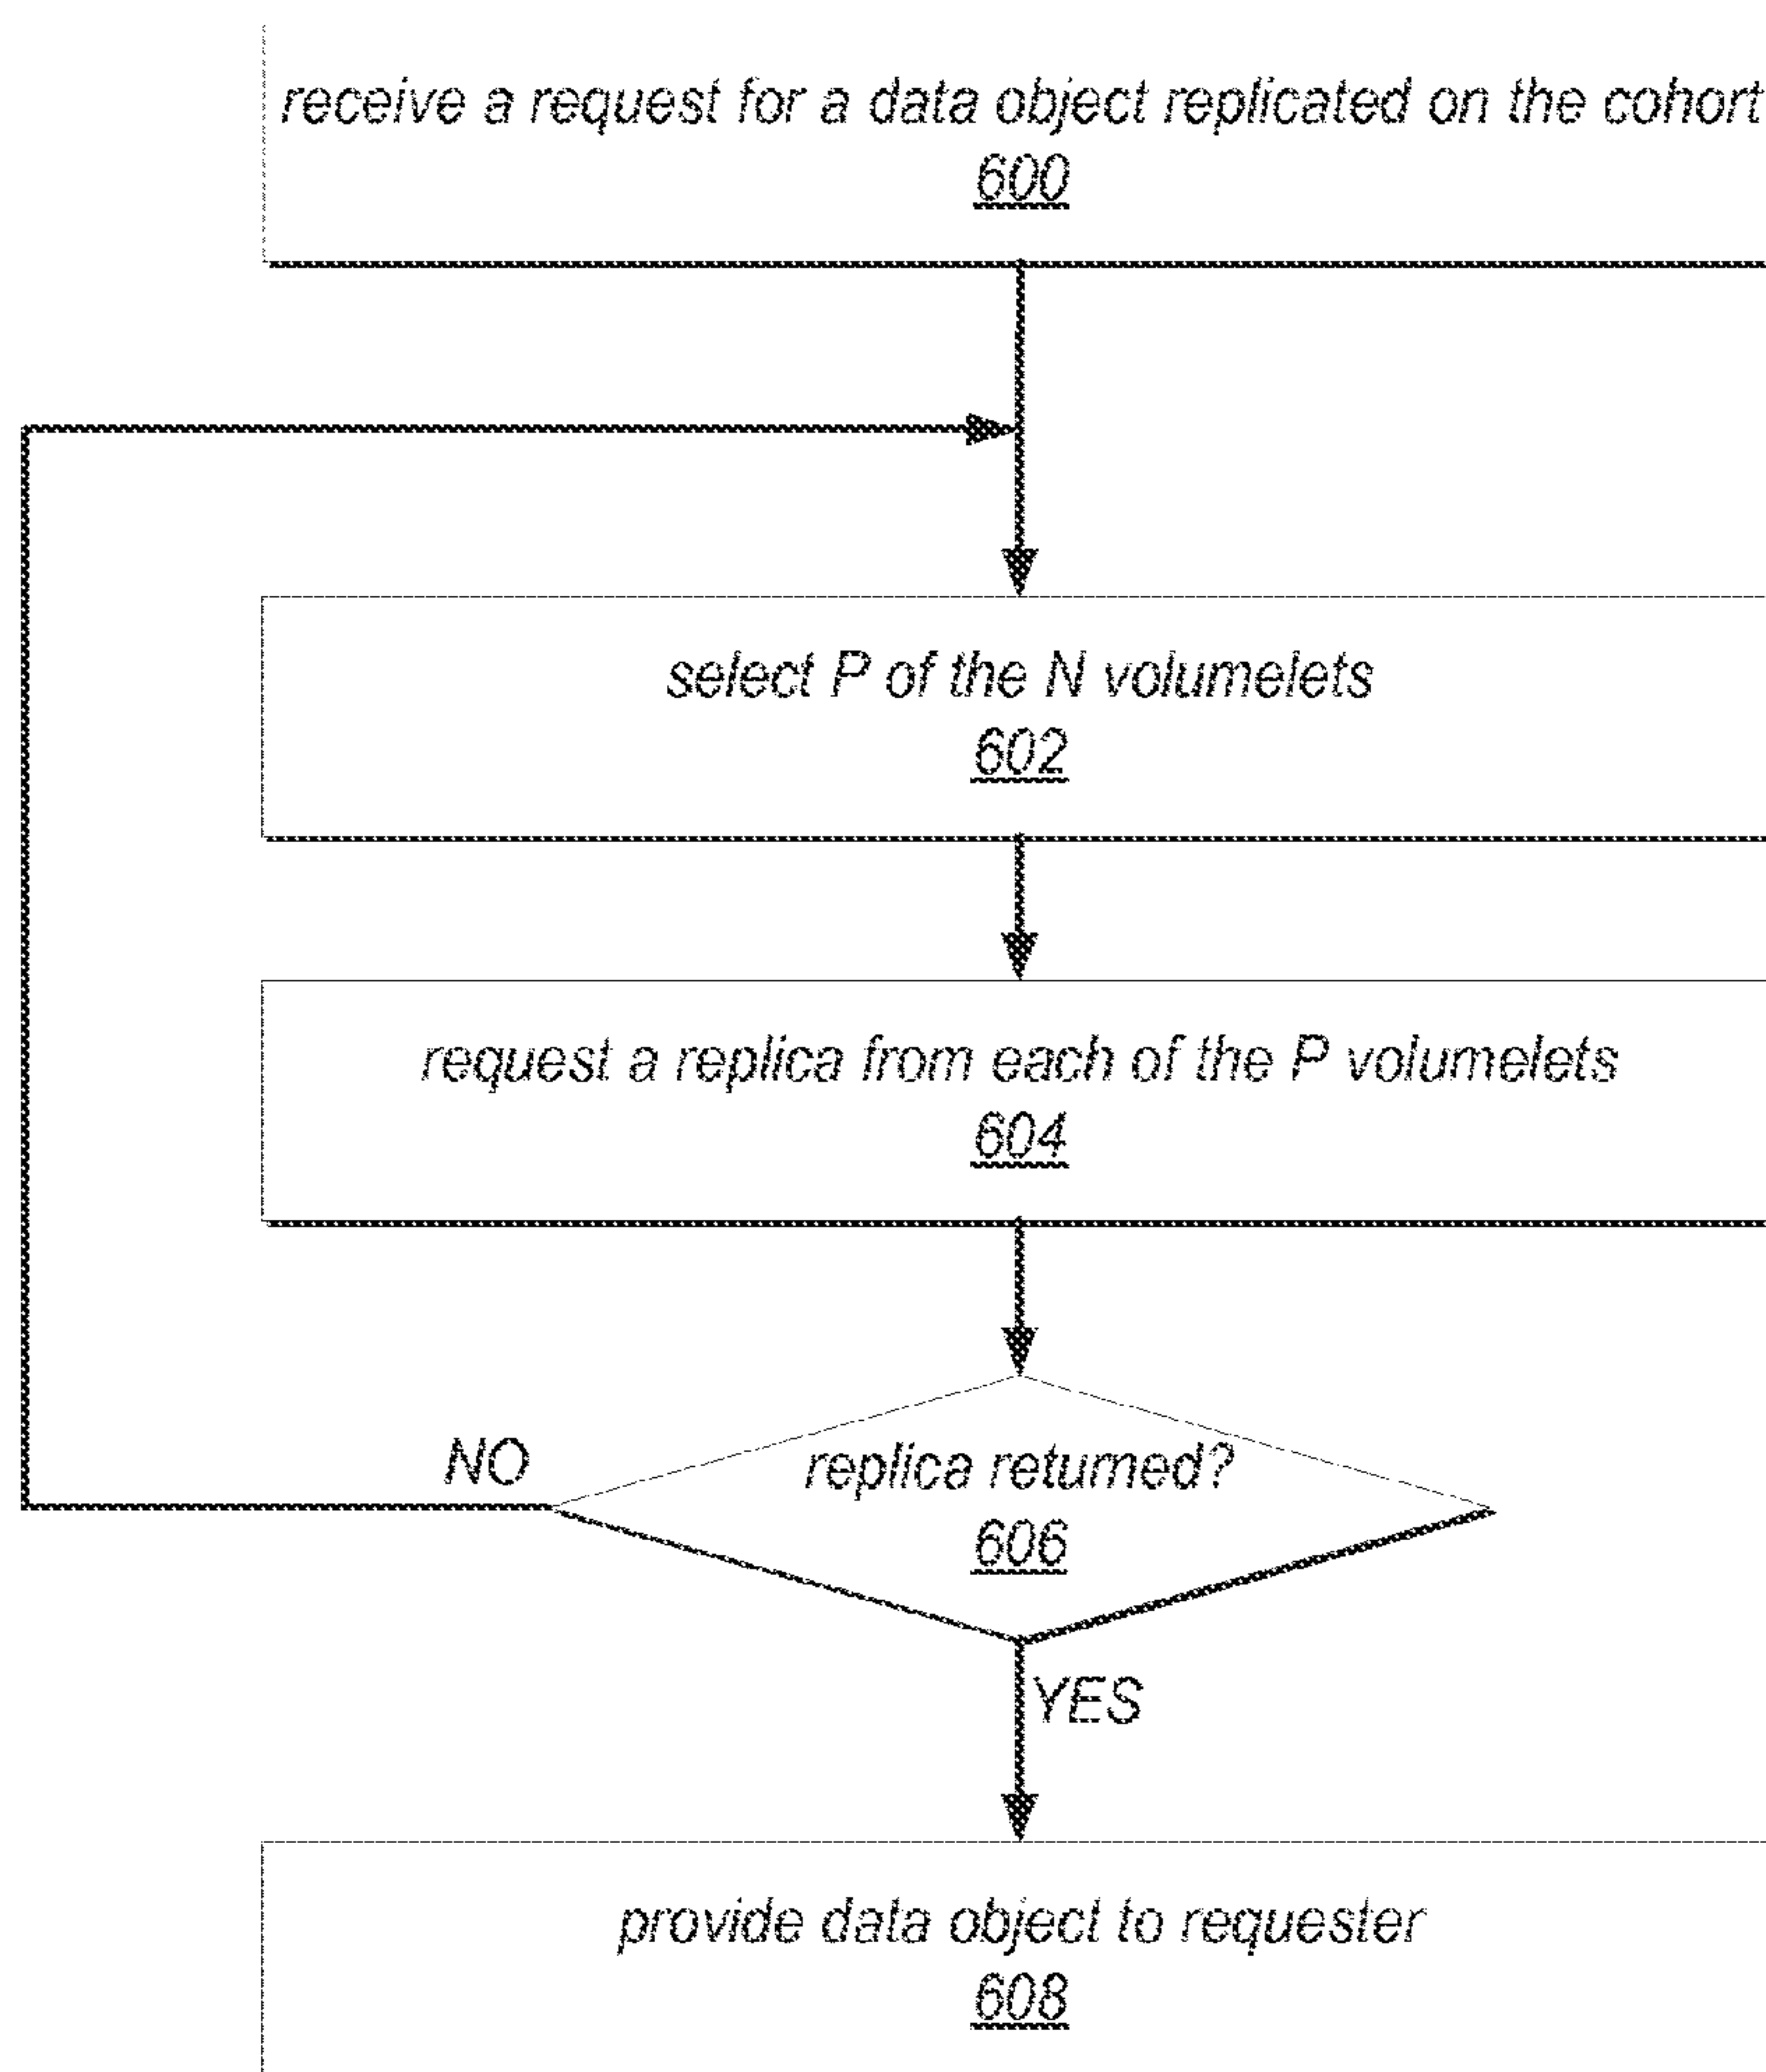 receive a request for a data object replicated on the cohort
600
select P of the N volumelets
602
request a replica from each of the P volumelets
604
replica returned?
606
NO
YES
provide data object to requester
608